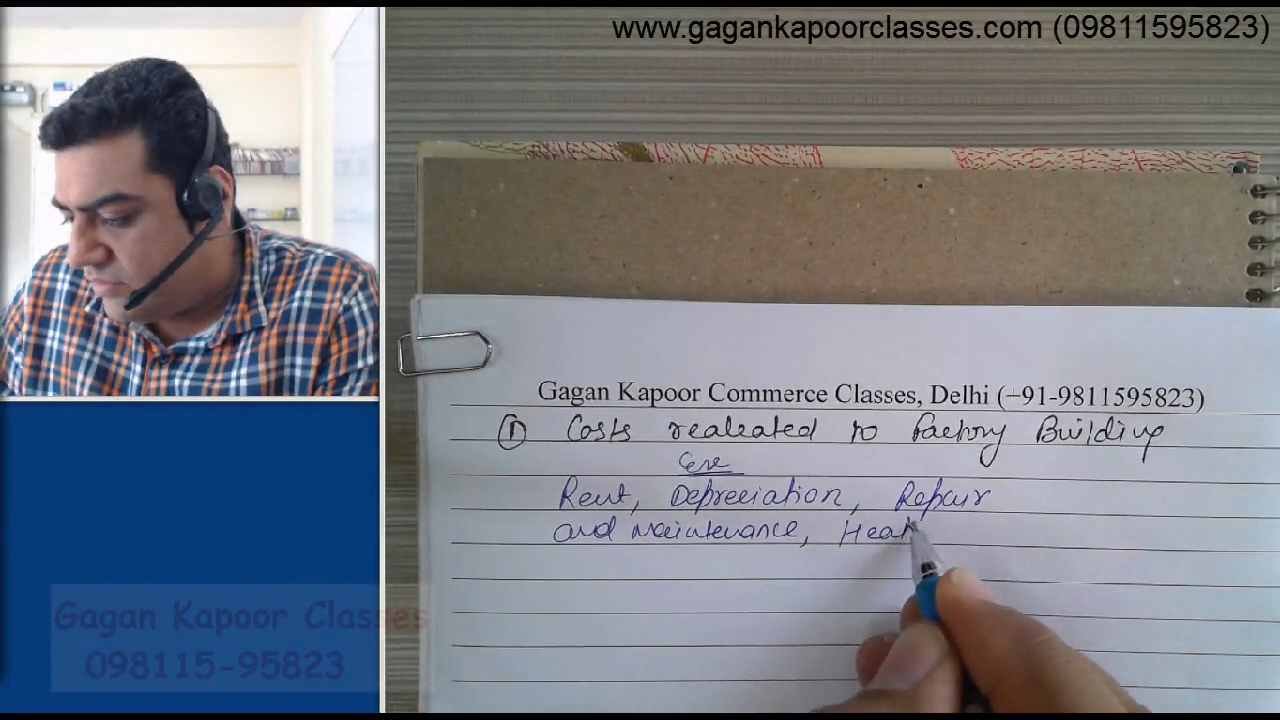 www.gagankapoorclasses.com (09811595823)
Gagan Kapoor Commerce Classes, Delhi (+91-9811595823)
① Costs realeated to Factory Building
Rent, Depreciation, Repair
and Maintenance, Heat
Gagan Kapoor Classes
098115-95823